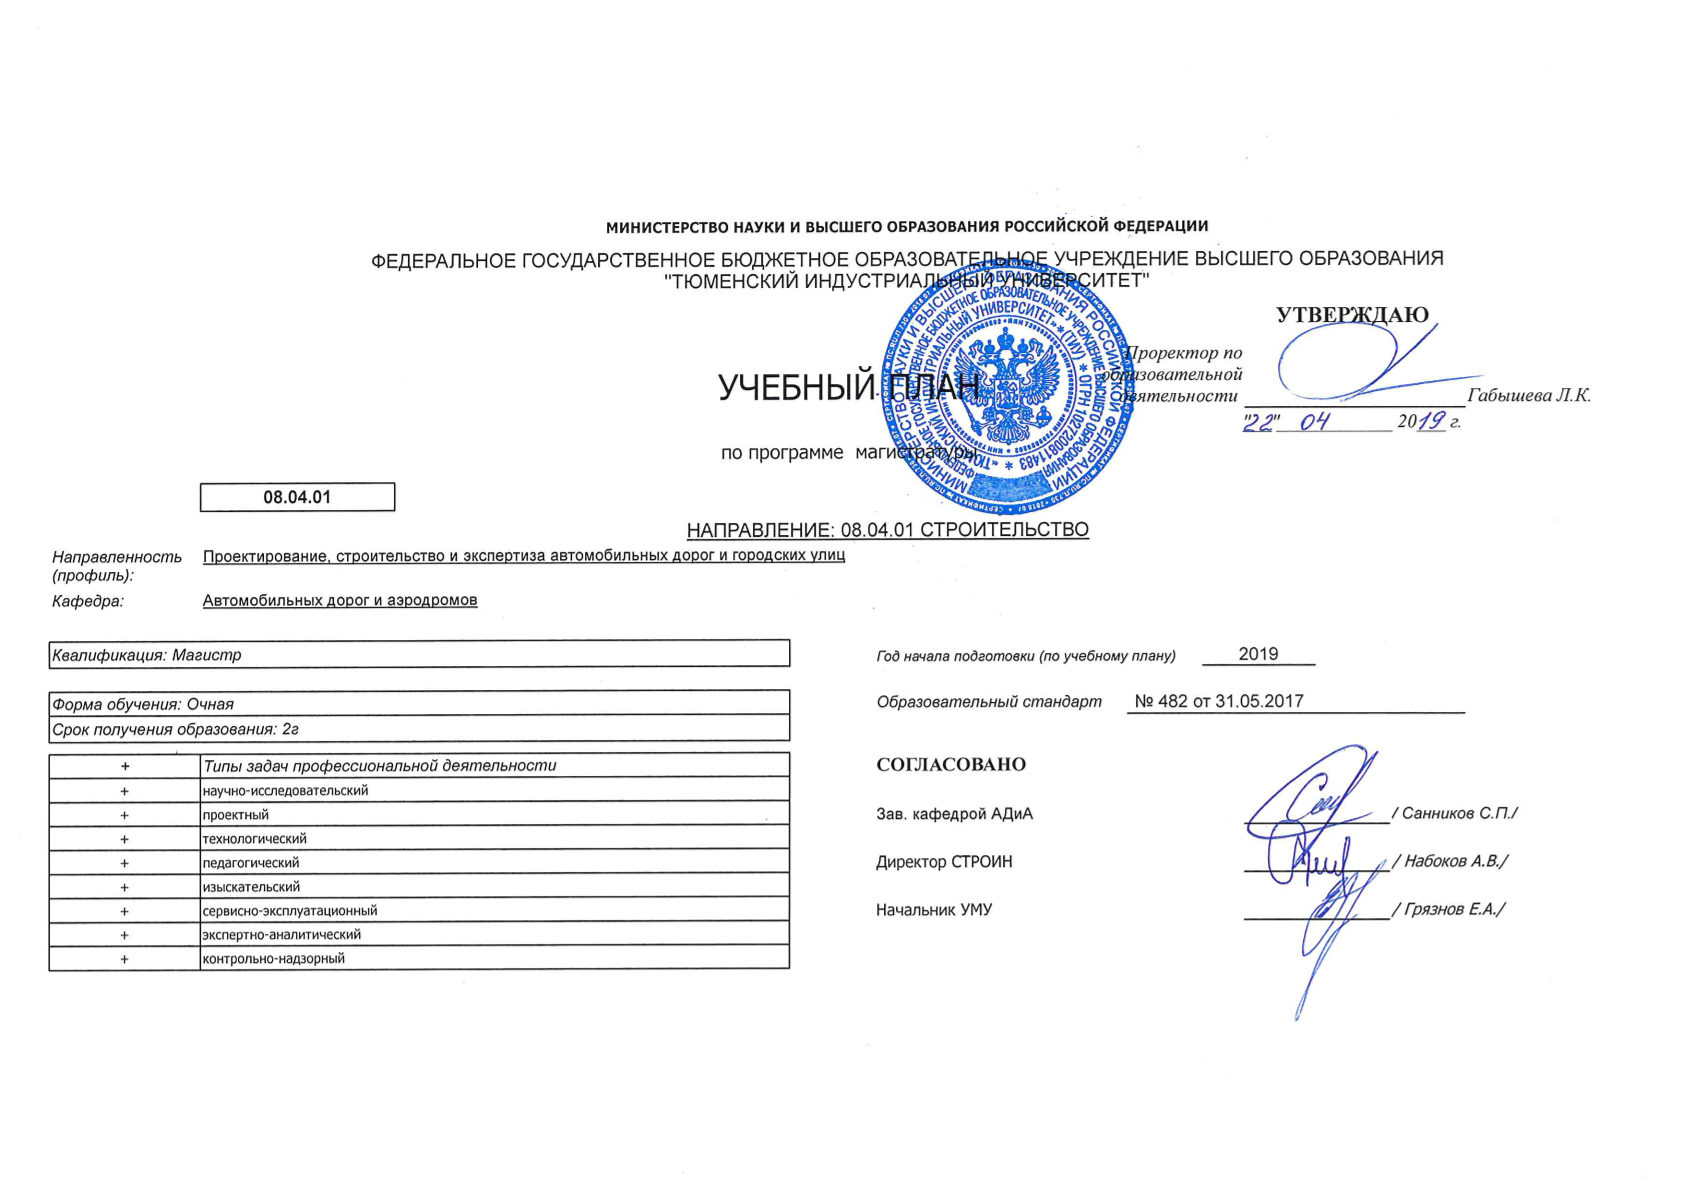 МИНИСТЕРСТВО НАУКИ И ВЫСШЕГО ОБРАЗОВАНИЯ РОССИЙСКОЙ ФЕДЕРАЦИИ
ФЕДЕРАЛЬНОЕ ГОСУДАРСТВЕННОЕ БЮДЖЕТНОЕ ОБРАЗОВАТЕЛЬНОЕ УЧРЕЖДЕНИЕ ВЫСШЕГО ОБРАЗОВАНИЯ
"ТЮМЕНСКИЙ ИНДУСТРИАЛЬНЫЙ УНИВЕРСИТЕТ"
УТВЕРЖДАЮ
Проректор по
образовательной
деятельности Габышева Л.К.
"22" 04 2019 г.
УЧЕБНЫЙ ПЛАН
по программе магистратуры
08.04.01
НАПРАВЛЕНИЕ: 08.04.01 СТРОИТЕЛЬСТВО
Направленность (профиль): Проектирование, строительство и экспертиза автомобильных дорог и городских улиц
Кафедра: Автомобильных дорог и аэродромов
Квалификация: Магистр
Форма обучения: Очная
Срок получения образования: 2г
+ Типы задач профессиональной деятельности
+ научно-исследовательский
+ проектный
+ технологический
+ педагогический
+ изыскательский
+ сервисно-эксплуатационный
+ экспертно-аналитический
+ контрольно-надзорный
Год начала подготовки (по учебному плану) 2019
Образовательный стандарт № 482 от 31.05.2017
СОГЛАСОВАНО
Зав. кафедрой АДиА / Санников С.П./
Директор СТРОИН / Набоков А.В./
Начальник УМУ / Грязнов Е.А./
МИНИСТЕРСТВО НАУКИ И ВЫСШЕГО ОБРАЗОВАНИЯ РОССИЙСКОЙ ФЕДЕРАЦИИ
ФЕДЕРАЛЬНОЕ ГОСУДАРСТВЕННОЕ БЮДЖЕТНОЕ ОБРАЗОВАТЕЛЬНОЕ УЧРЕЖДЕНИЕ ВЫСШЕГО ОБРАЗОВАНИЯ
«ТЮМЕНСКИЙ ИНДУСТРИАЛЬНЫЙ УНИВЕРСИТЕТ» * (ТИУ) * ОГРН 1027200811483 *